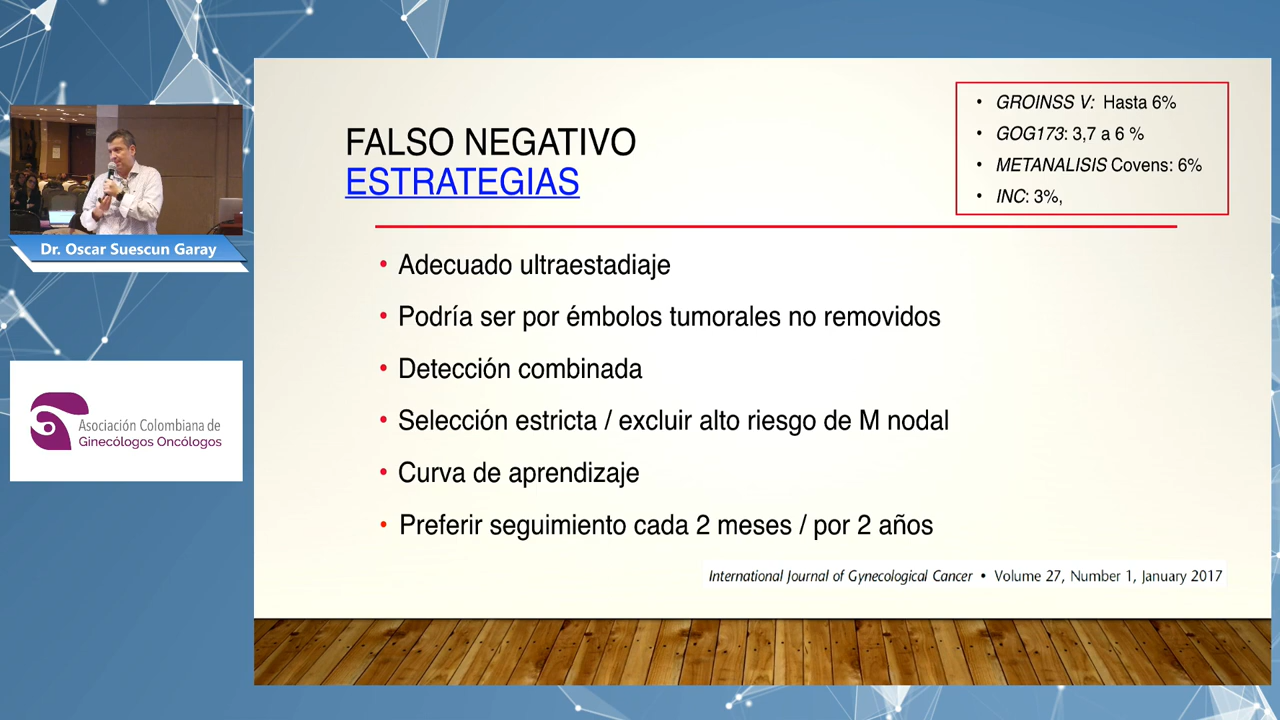 FALSO NEGATIVO
ESTRATEGIAS
• GROINSS V: Hasta 6%
• GOG173: 3,7 a 6 %
• METANALISIS Covens: 6%
• INC: 3%,
Dr. Oscar Suescun Garay
Asociación Colombiana de
Ginecólogos Oncólogos
• Adecuado ultraestadiaje
• Podría ser por émbolos tumorales no removidos
• Detección combinada
• Selección estricta / excluir alto riesgo de M nodal
• Curva de aprendizaje
• Preferir seguimiento cada 2 meses / por 2 años
International Journal of Gynecological Cancer • Volume 27, Number 1, January 2017